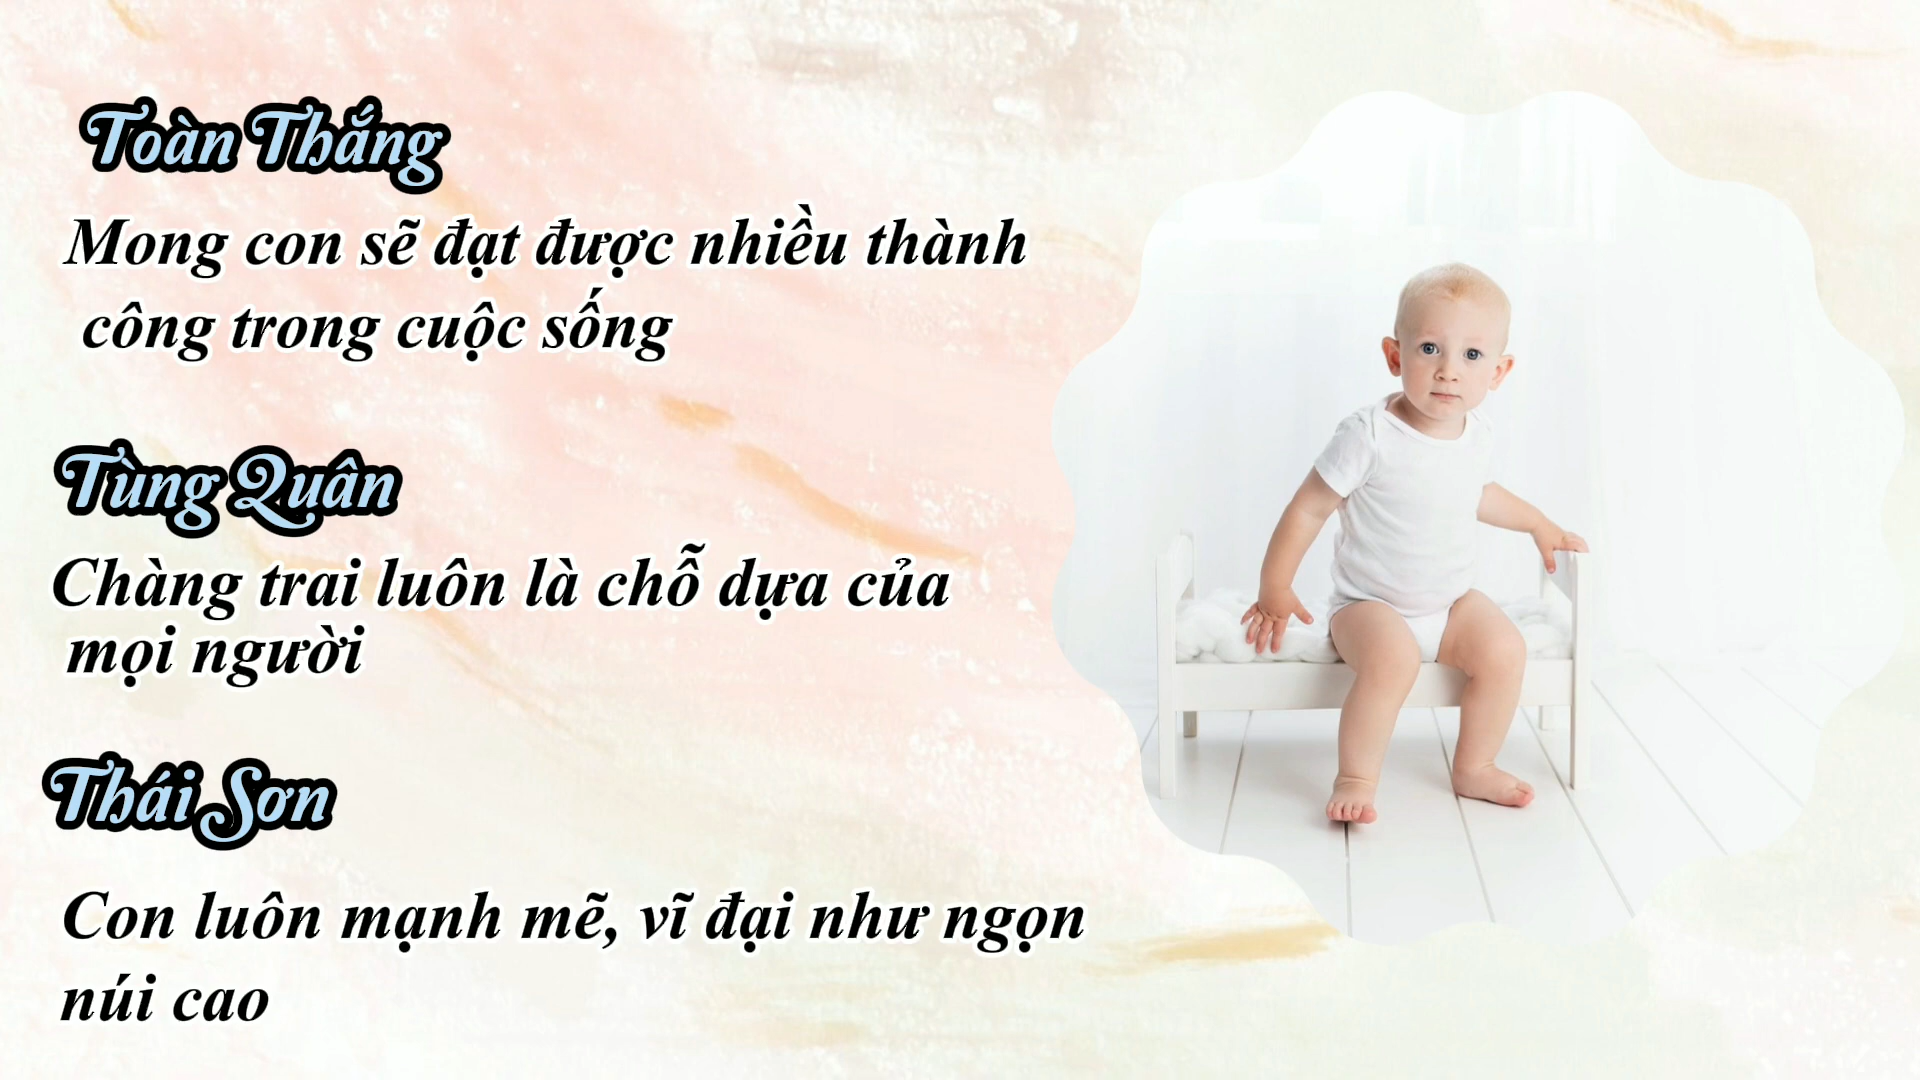 Toàn Thắng
Mong con sẽ đạt được nhiều thành
công trong cuộc sống
Tùng Quân
Chàng trai luôn là chỗ dựa của
mọi người
Thái Sơn
Con luôn mạnh mẽ, vĩ đại như ngọn
núi cao